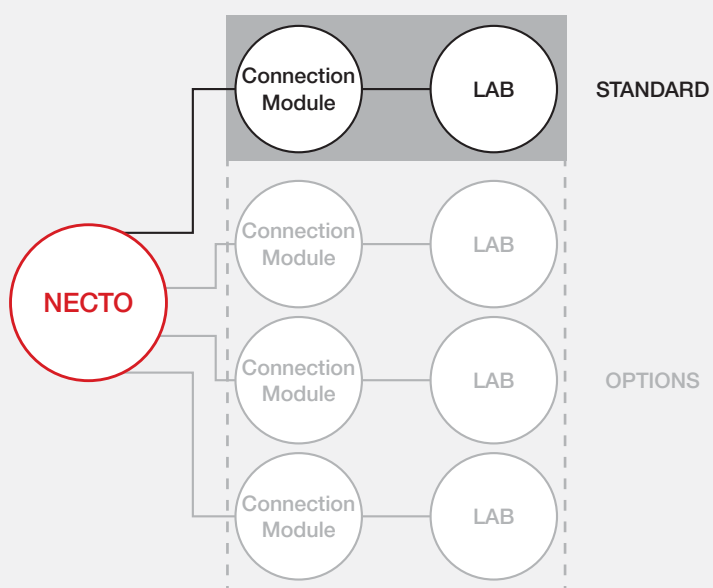 Connection
Module
LAB
STANDARD
Connection
Module
LAB
NECTO
Connection
Module
LAB
OPTIONS
Connection
Module
LAB